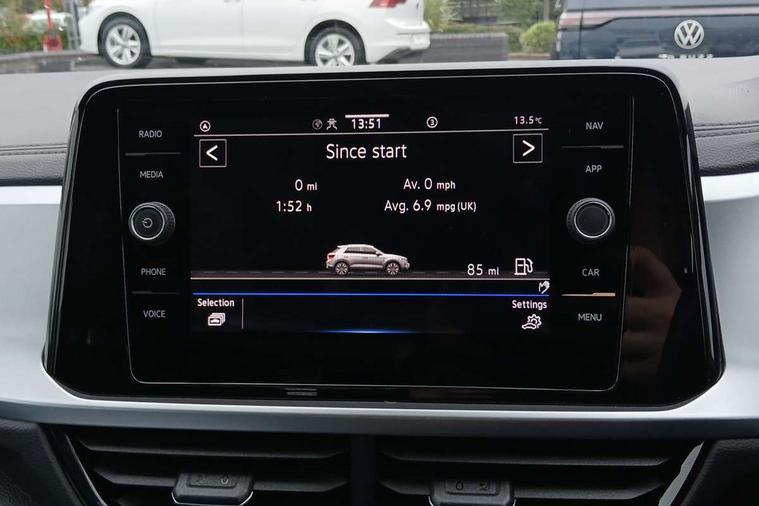 RADIO
MEDIA
PHONE
VOICE
13:51
3
13.5°C
<
Since start
>
0 mi
Av. 0 mph
1:52 h
Avg. 6.9 mpg (UK)
85 mi
Selection
Settings
NAV
APP
CAR
MENU